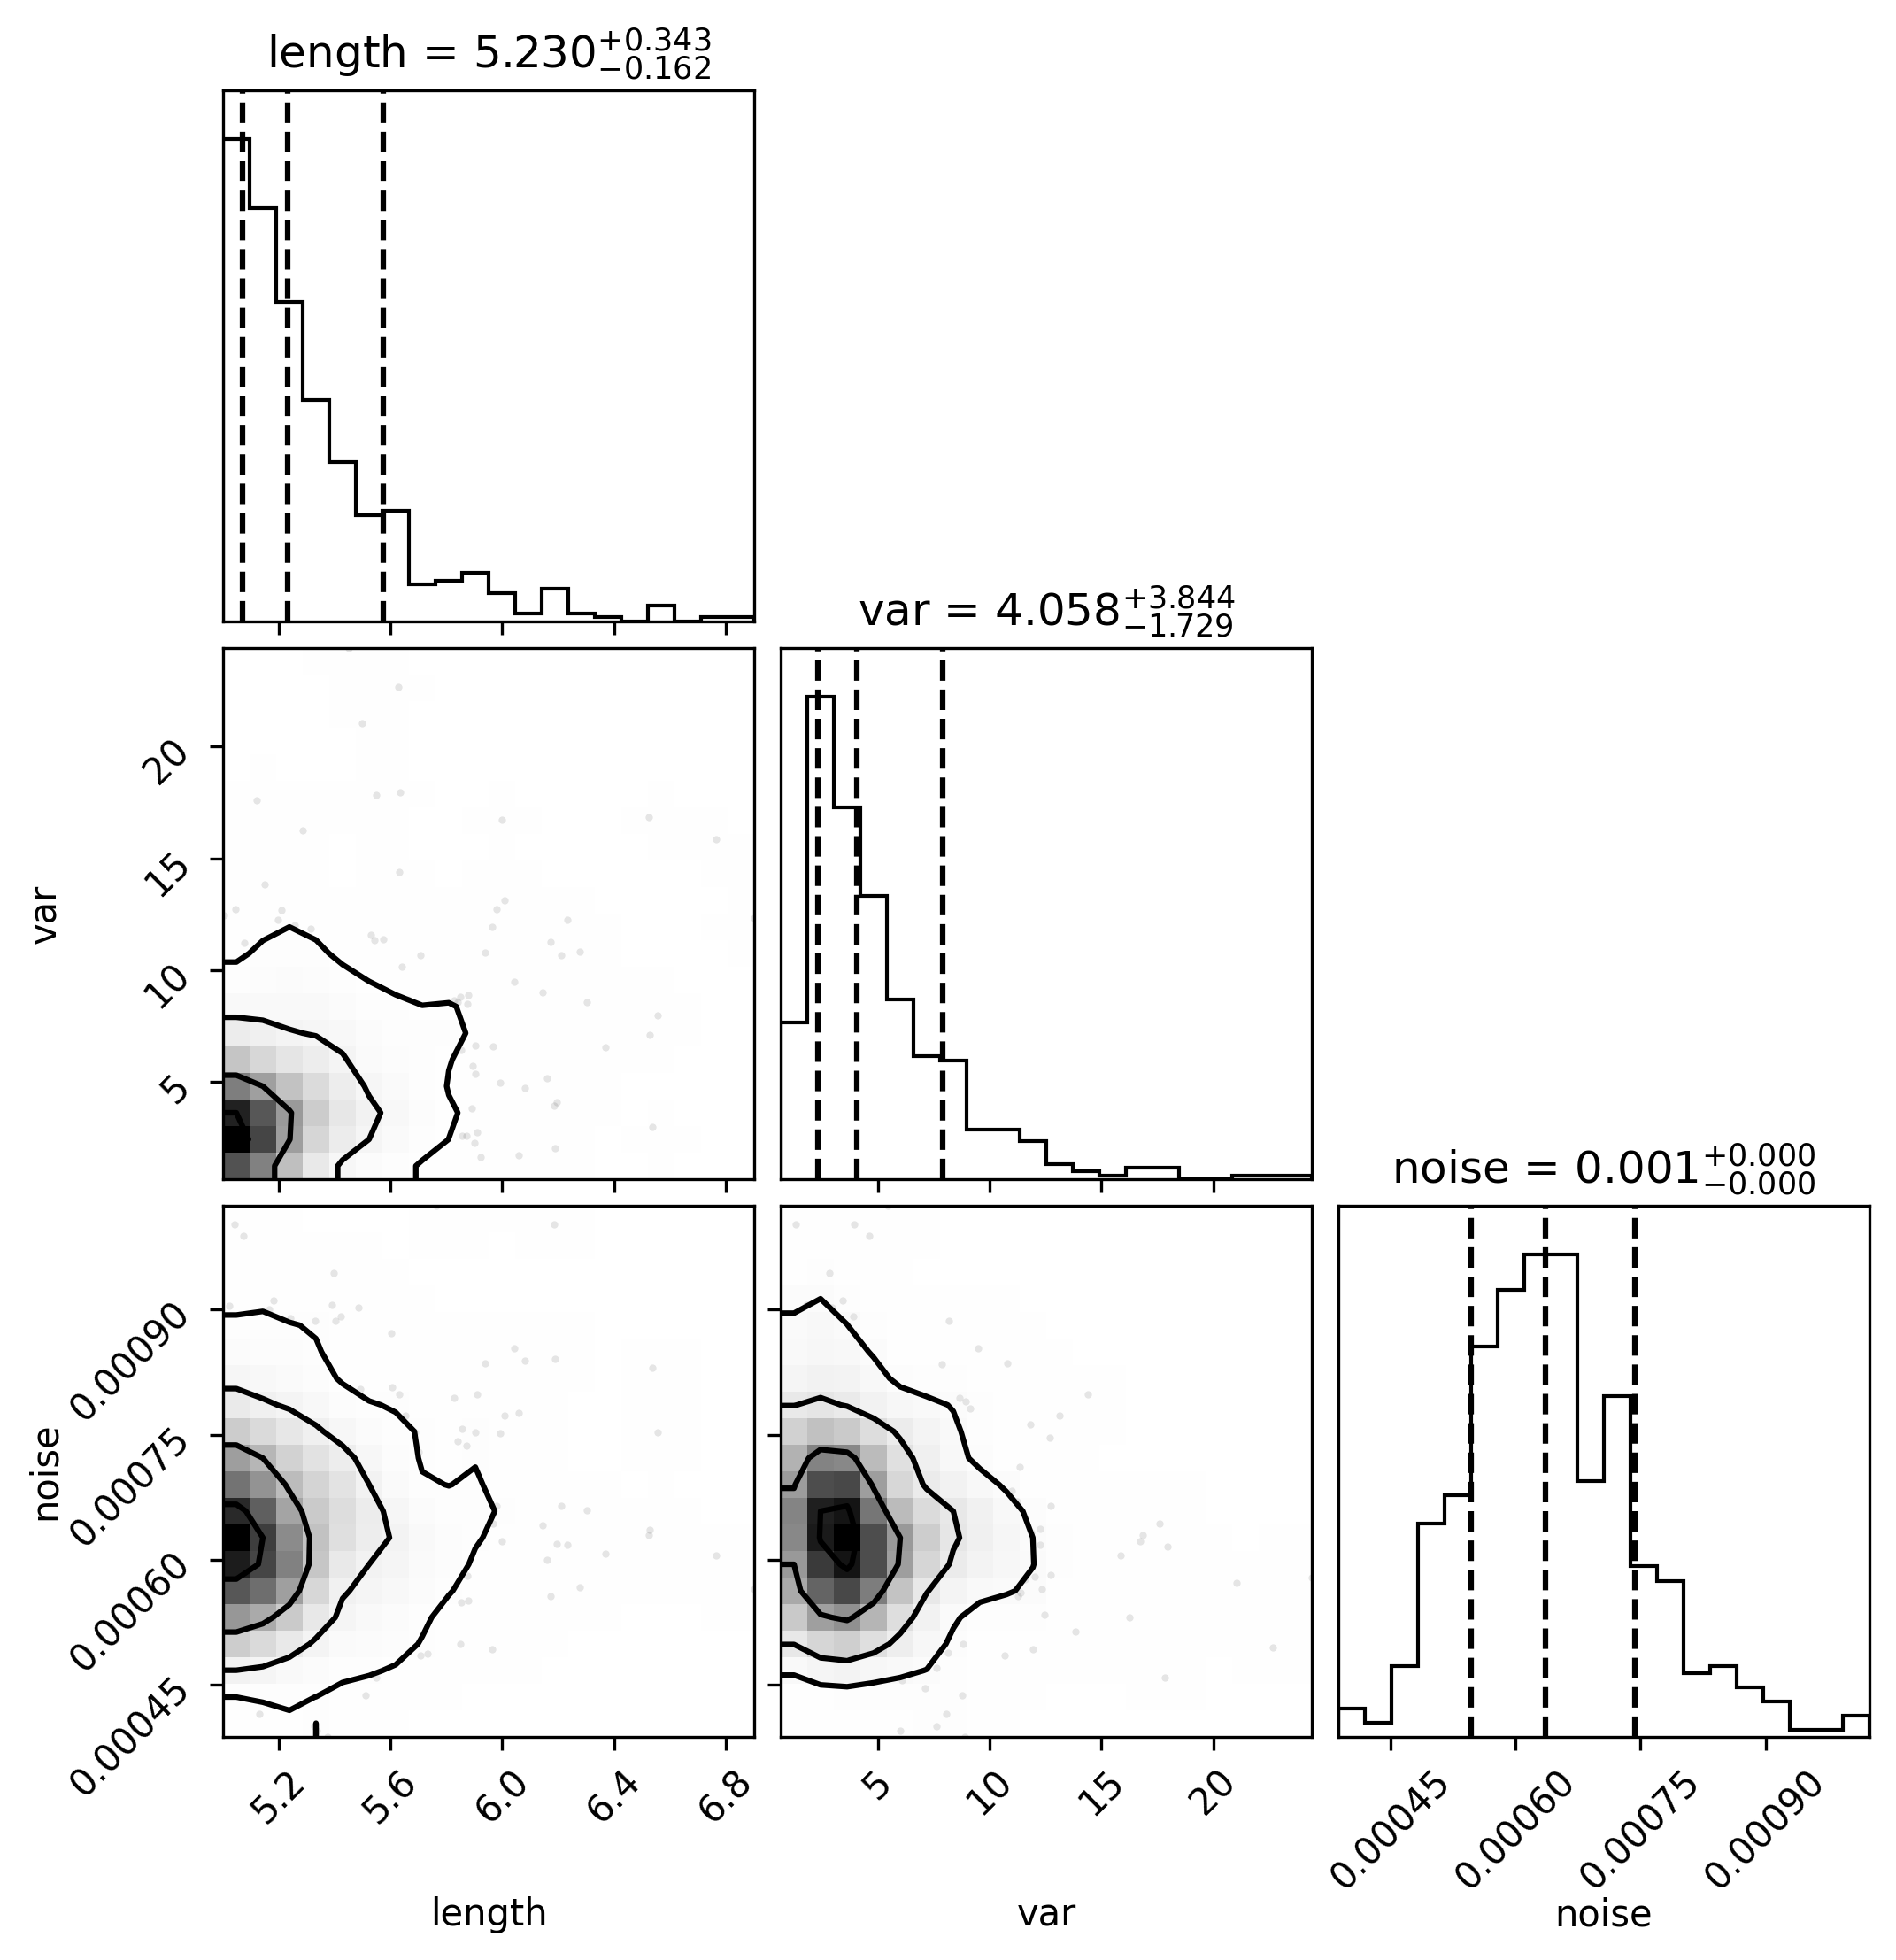 length = 5.230+0.343−0.162
var = 4.058+3.844−1.729
20
15
10
5
var
noise = 0.001+0.000−0.000
0.00090
0.00075
0.00060
0.00045
noise
5.2 5.6 6.0 6.4 6.8
length
5 10 15 20
var
0.00045 0.00060 0.00075 0.00090
noise